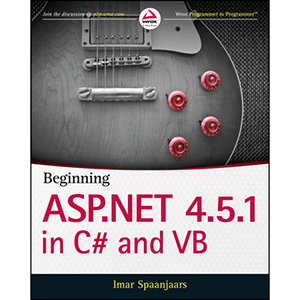 Join the discussion @ p2p.wrox.com
Wrox Programmer to Programmer™
wrox
Beginning
ASP.NET 4.5.1
in C# and VB
Imar Spaanjaars